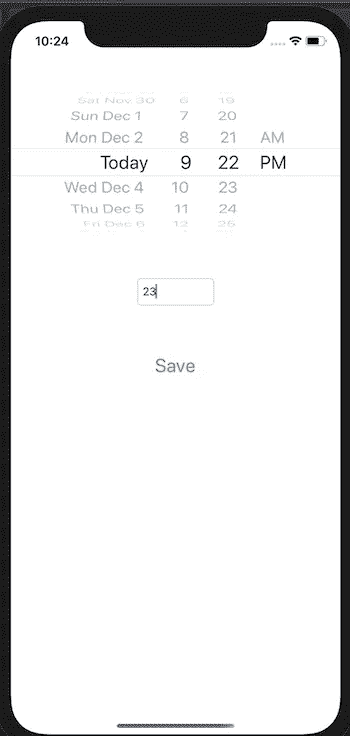 10:24
Sat Nov 30 6 19
Sun Dec 1 7 20
Mon Dec 2 8 21 AM
Today 9 22 PM
Wed Dec 4 10 23
Thu Dec 5 11 24
Fri Dec 6 12 25
23
Save